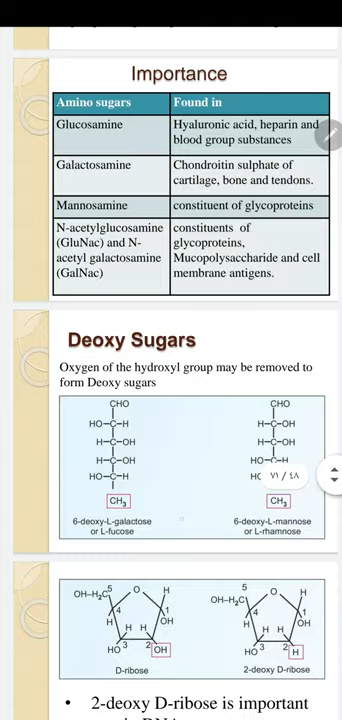 Importance
Amino sugars Found in
Glucosamine Hyaluronic acid, heparin and
blood group substances
Galactosamine Chondroitin sulphate of
cartilage, bone and tendons.
Mannosamine constituent of glycoproteins
N-acetylglucosamine constituents of
(GluNac) and N- glycoproteins,
acetyl galactosamine Mucopolysaccharide and cell
(GalNac) membrane antigens.
Deoxy Sugars
Oxygen of the hydroxyl group may be removed to
form Deoxy sugars
CHO CHO
HO-C-H H-C-OH
H-C-OH H-C-OH
H-C-OH HO-C-H
HO-C-H HO
٧١ / ٤٨
CH3 CH3
6-deoxy-L-galactose 6-deoxy-L-mannose
or L-fucose or L-rhamnose
OH-H2C 5 O H OH-H2C 5 O H
4 1 4 1
H H H OH H H H OH
HO 3 2 OH HO 3 2 H
D-ribose 2-deoxy D-ribose
• 2-deoxy D-ribose is important